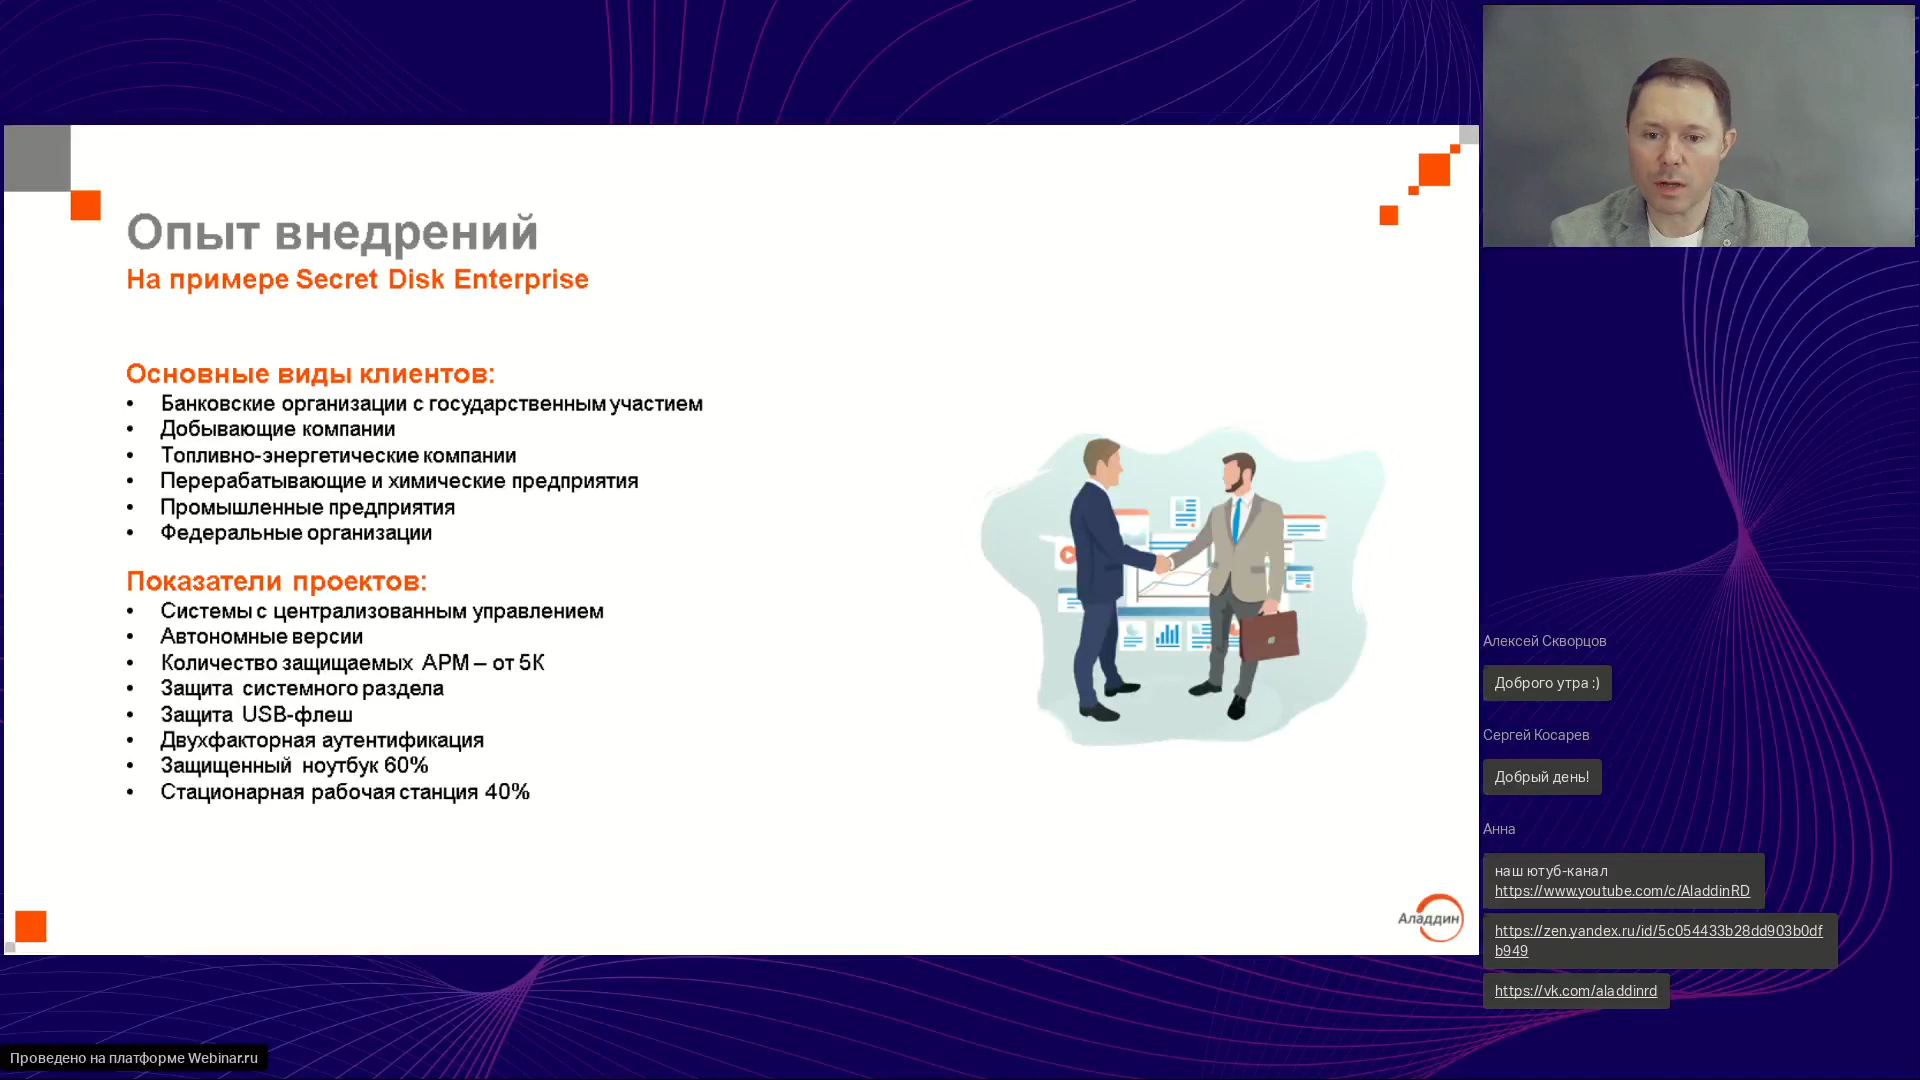 Опыт внедрений
На примере Secret Disk Enterprise
Основные виды клиентов:
• Банковские организации с государственным участием
• Добывающие компании
• Топливно-энергетические компании
• Перерабатывающие и химические предприятия
• Промышленные предприятия
• Федеральные организации
Показатели проектов:
• Системы с централизованным управлением
• Автономные версии
• Количество защищаемых АРМ – от 5К
• Защита системного раздела
• Защита USB-флеш
• Двухфакторная аутентификация
• Защищенный ноутбук 60%
• Стационарная рабочая станция 40%
Аладдин
Алексей Скворцов
Доброго утра :)
Сергей Косарев
Добрый день!
Анна
наш ютуб-канал
https://www.youtube.com/c/AladdinRD
https://zen.yandex.ru/id/5c054433b28dd903b0df
b949
https://vk.com/aladdinrd
Проведено на платформе Webinar.ru